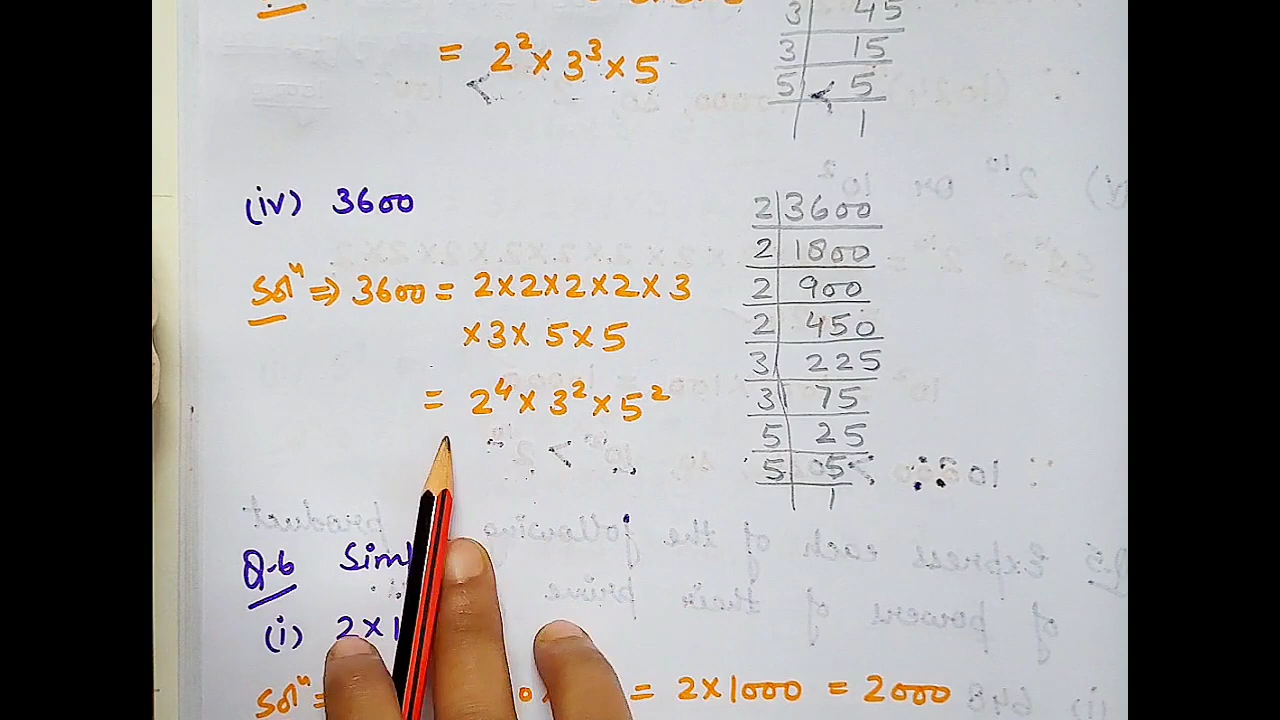 = 2² × 3³ × 5
3 | 45
3 | 15
5 | 5
1
(iv) 3600
Solⁿ ⇒ 3600 = 2×2×2×2×3
×3×5×5
= 2⁴ × 3² × 5²
2 | 3600
2 | 1800
2 | 900
2 | 450
3 | 225
3 | 75
5 | 25
5 | 5
1
Q-6
(i) 2×1
Solⁿ = 2×1000 = 2000